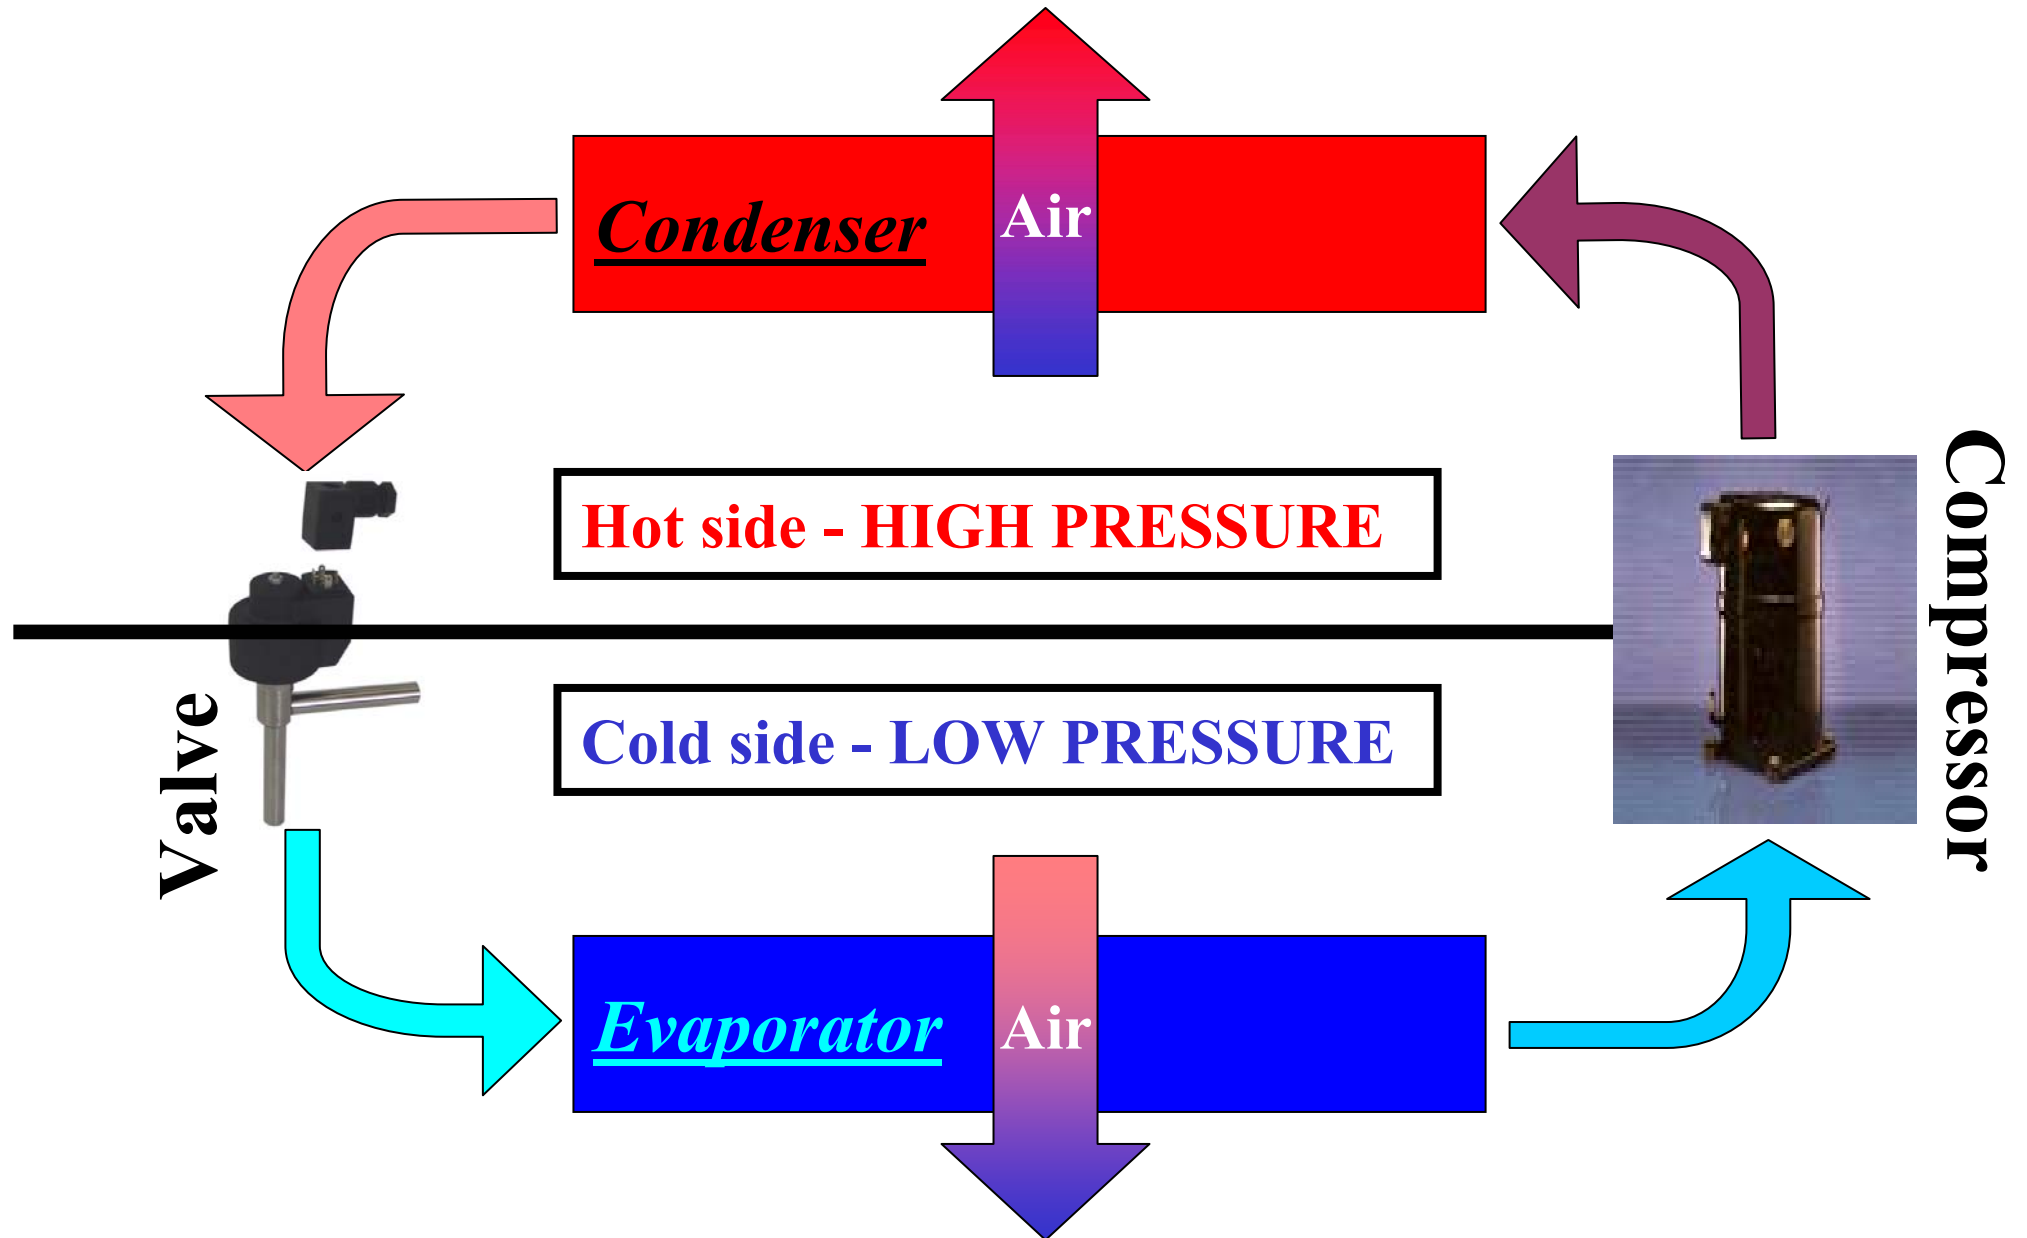 Condenser
Air
Hot side - HIGH PRESSURE
Compressor
Cold side - LOW PRESSURE
Valve
Evaporator
Air